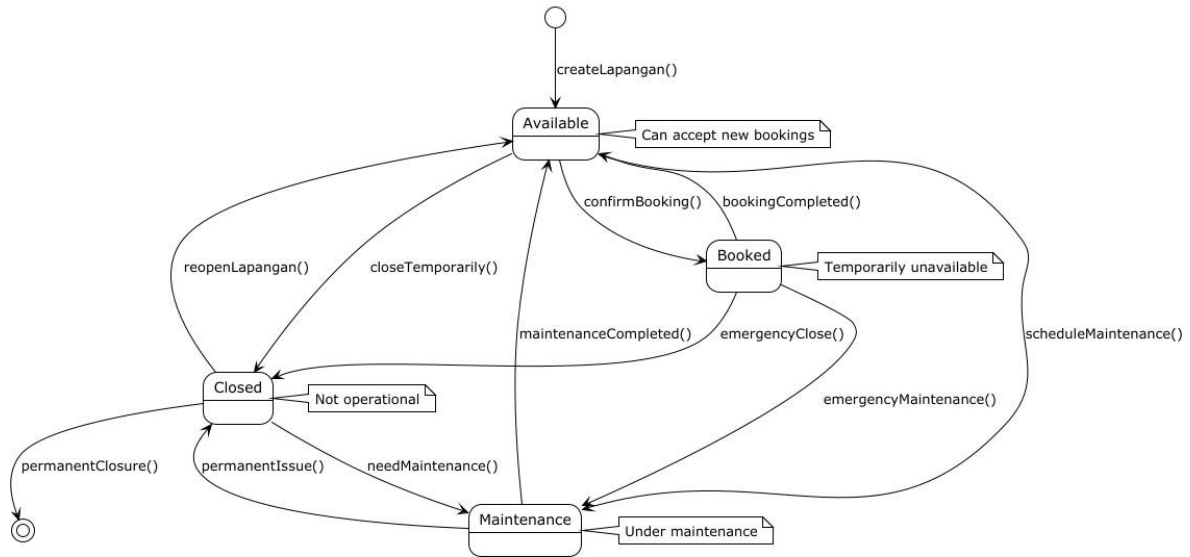 createLapangan()
Available
Can accept new bookings
confirmBooking()
bookingCompleted()
Booked
Temporarily unavailable
reopenLapangan()
closeTemporarily()
maintenanceCompleted()
emergencyClose()
scheduleMaintenance()
Closed
Not operational
emergencyMaintenance()
permanentClosure()
permanentIssue()
needMaintenance()
Maintenance
Under maintenance